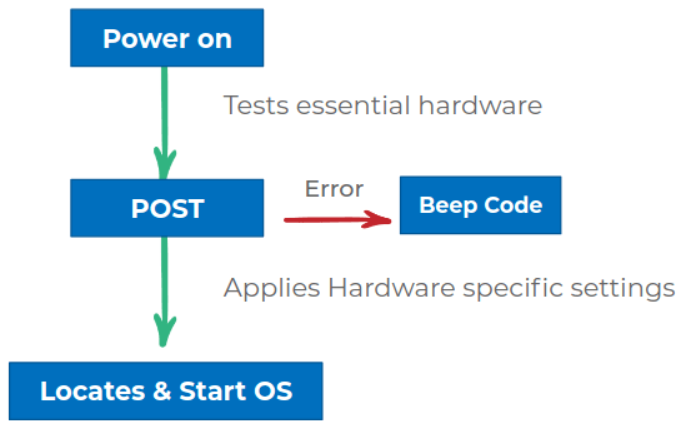 Power on
Tests essential hardware
POST
Error
Beep Code
Applies Hardware specific settings
Locates & Start OS